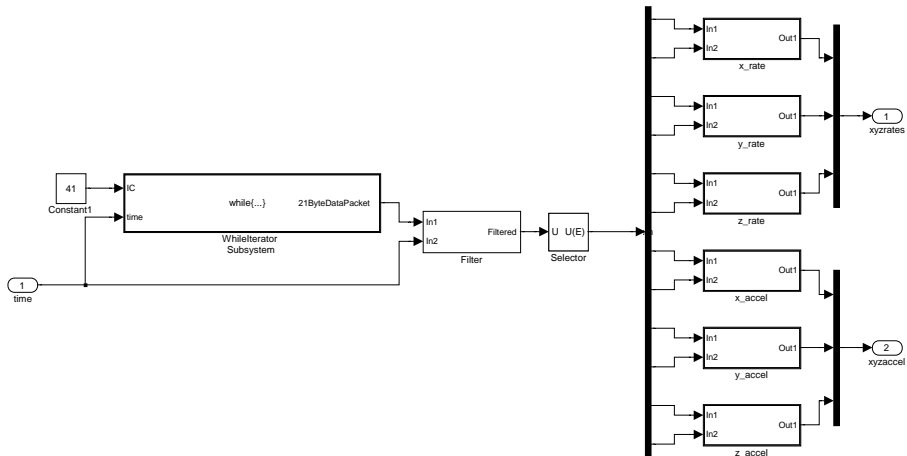 41
Constant1
IC
time
while{...}
21ByteDataPacket
WhileIterator
Subsystem
1
time
In1
In2
Filtered
Filter
U U(E)
Selector
In1
In2
Out1
x_rate
In1
In2
Out1
y_rate
In1
In2
Out1
z_rate
1
xyzrates
In1
In2
Out1
x_accel
In1
In2
Out1
y_accel
In1
In2
Out1
z_accel
2
xyzaccel